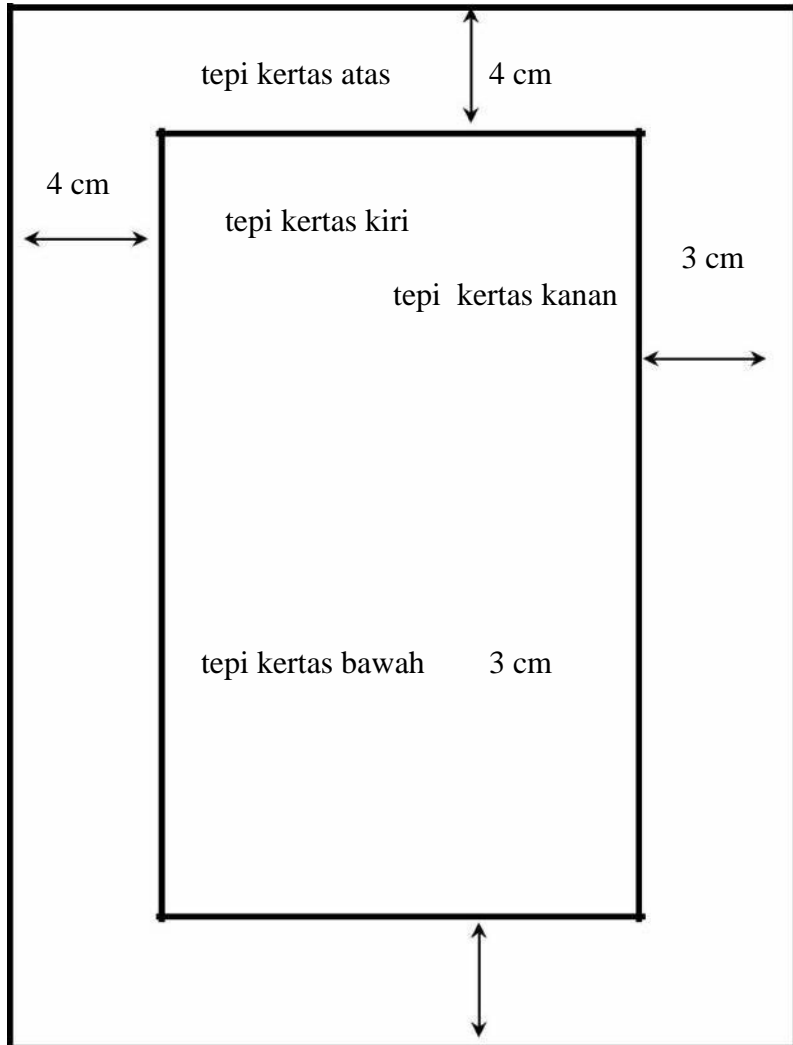 tepi kertas atas 4 cm
4 cm
tepi kertas kiri
3 cm
tepi kertas kanan
tepi kertas bawah 3 cm